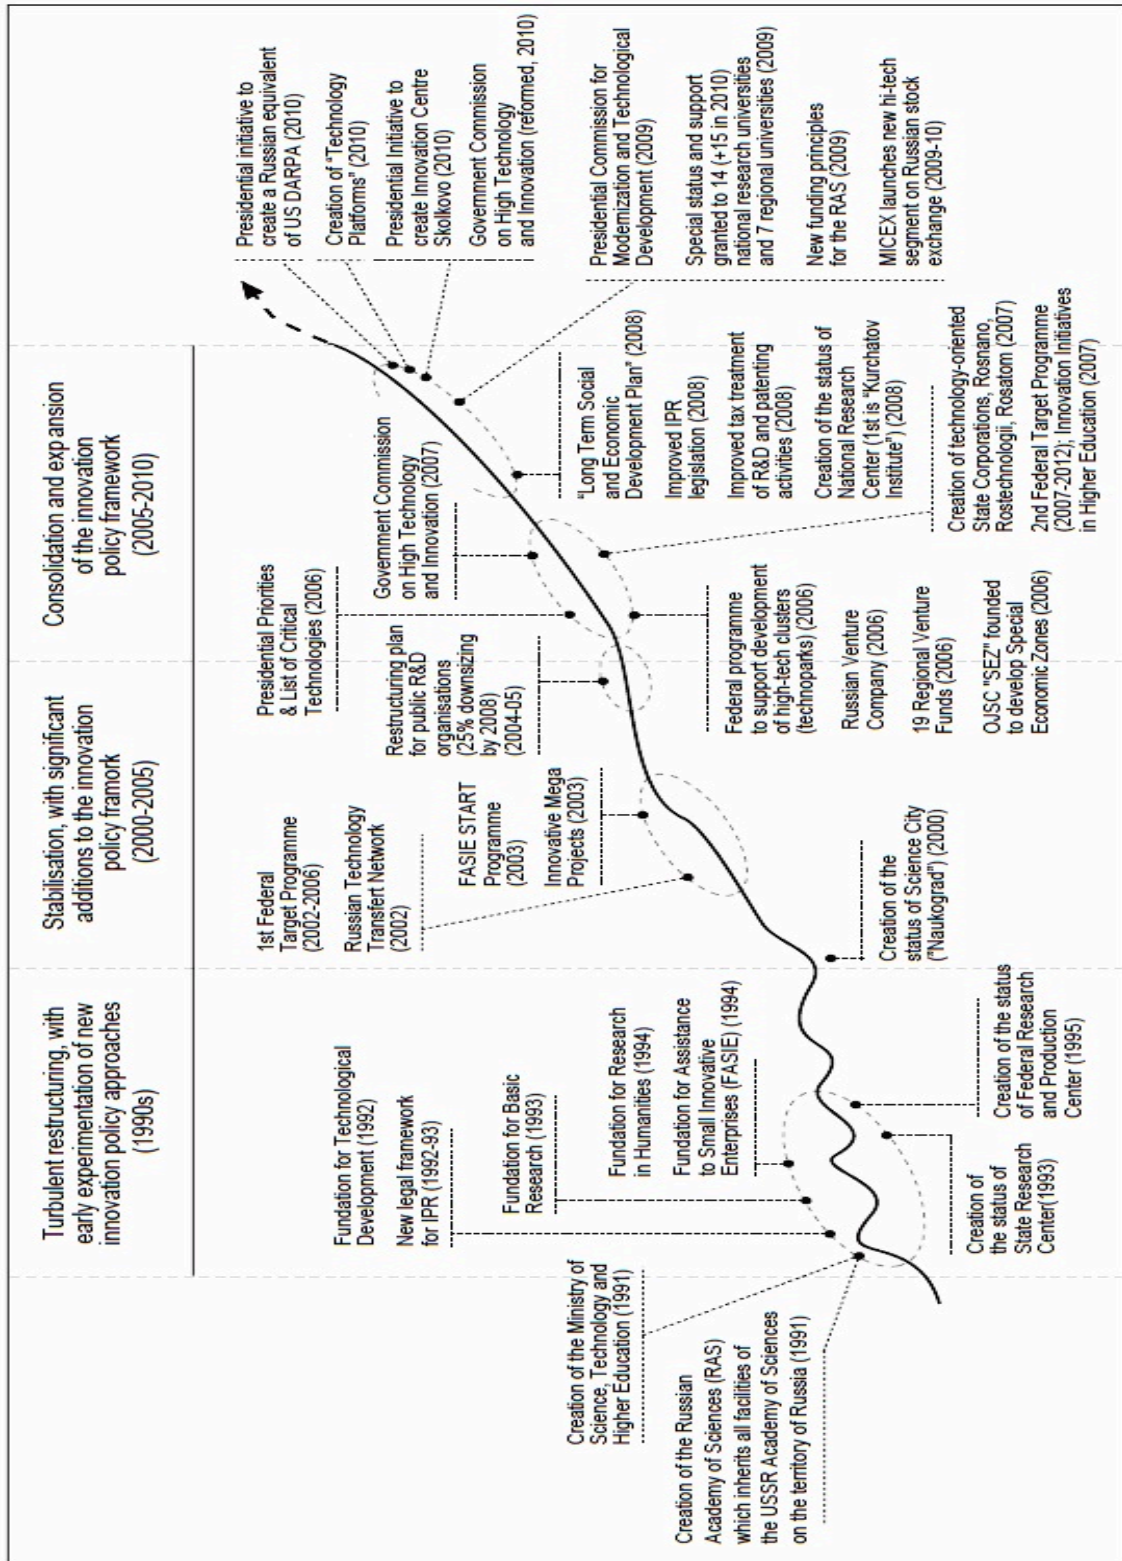 Turbulent restructuring, with
early experimentation of new
innovation policy approaches
(1990s)
Stabilisation, with significant
additions to the innovation
policy framork
(2000-2005)
Consolidation and expansion
of the innovation
policy framework
(2005-2010)
Creation of the Ministry of
Science, Technology and
Higher Education (1991)
Creation of the Russian
Academy of Sciences (RAS)
which inherits all facilities of
the USSR Academy of Sciences
on the territory of Russia (1991)
Fundation for Technological
Development (1992)
New legal framework
for IPR (1992-93)
Fundation for Basic
Research (1993)
Fundation for Research
in Humanities (1994)
Fundation for Assistance
to Small Innovative
Enterprises (FASIE) (1994)
Creation of
the status of
State Research
Center(1993)
Creation of the status
of Federal Research
and Production
Center (1995)
1st Federal
Target Programme
(2002-2006)
Russian Technology
Transfert Network
(2002)
FASIE START
Programme
(2003)
Innovative Mega
Projects (2003)
Creation of the
status of Science City
("Naukograd") (2000)
Presidential Priorities
& List of Critical
Technologies (2006)
Restructuring plan
for public R&D
organisations
(25% downsizing
by 2008)
(2004-05)
Government Commission
on High Technology
and Innovation (2007)
Federal programme
to support development
of high-tech clusters
(technoparks) (2006)
Russian Venture
Company (2006)
19 Regional Venture
Funds (2006)
OJSC "SEZ" founded
to develop Special
Economic Zones (2006)
"Long Term Social
and Economic
Development Plan" (2008)
Improved IPR
legislation (2008)
Improved tax treatment
of R&D and patenting
activities (2008)
Creation of the status of
National Research
Center (1st is "Kurchatov
Institute") (2008)
Creation of technology-oriented
State Corporations, Rosnano,
Rostechnologii, Rosatom (2007)
2nd Federal Target Programme
(2007-2012); Innovation Initiatives
in Higher Education (2007)
Presidential initiative to
create a Russian equivalent
of US DARPA (2010)
Creation of "Technology
Platforms" (2010)
Presidential Initiative to
create Innovation Centre
Skolkovo (2010)
Government Commission
on High Technology
and Innovation (reformed, 2010)
Presidential Commission for
Modernization and Technological
Development (2009)
Special status and support
granted to 14 (+15 in 2010)
national research universities
and 7 regional universities (2009)
New funding principles
for the RAS (2009)
MICEX launches new hi-tech
segment on Russian stock
exchange (2009-10)